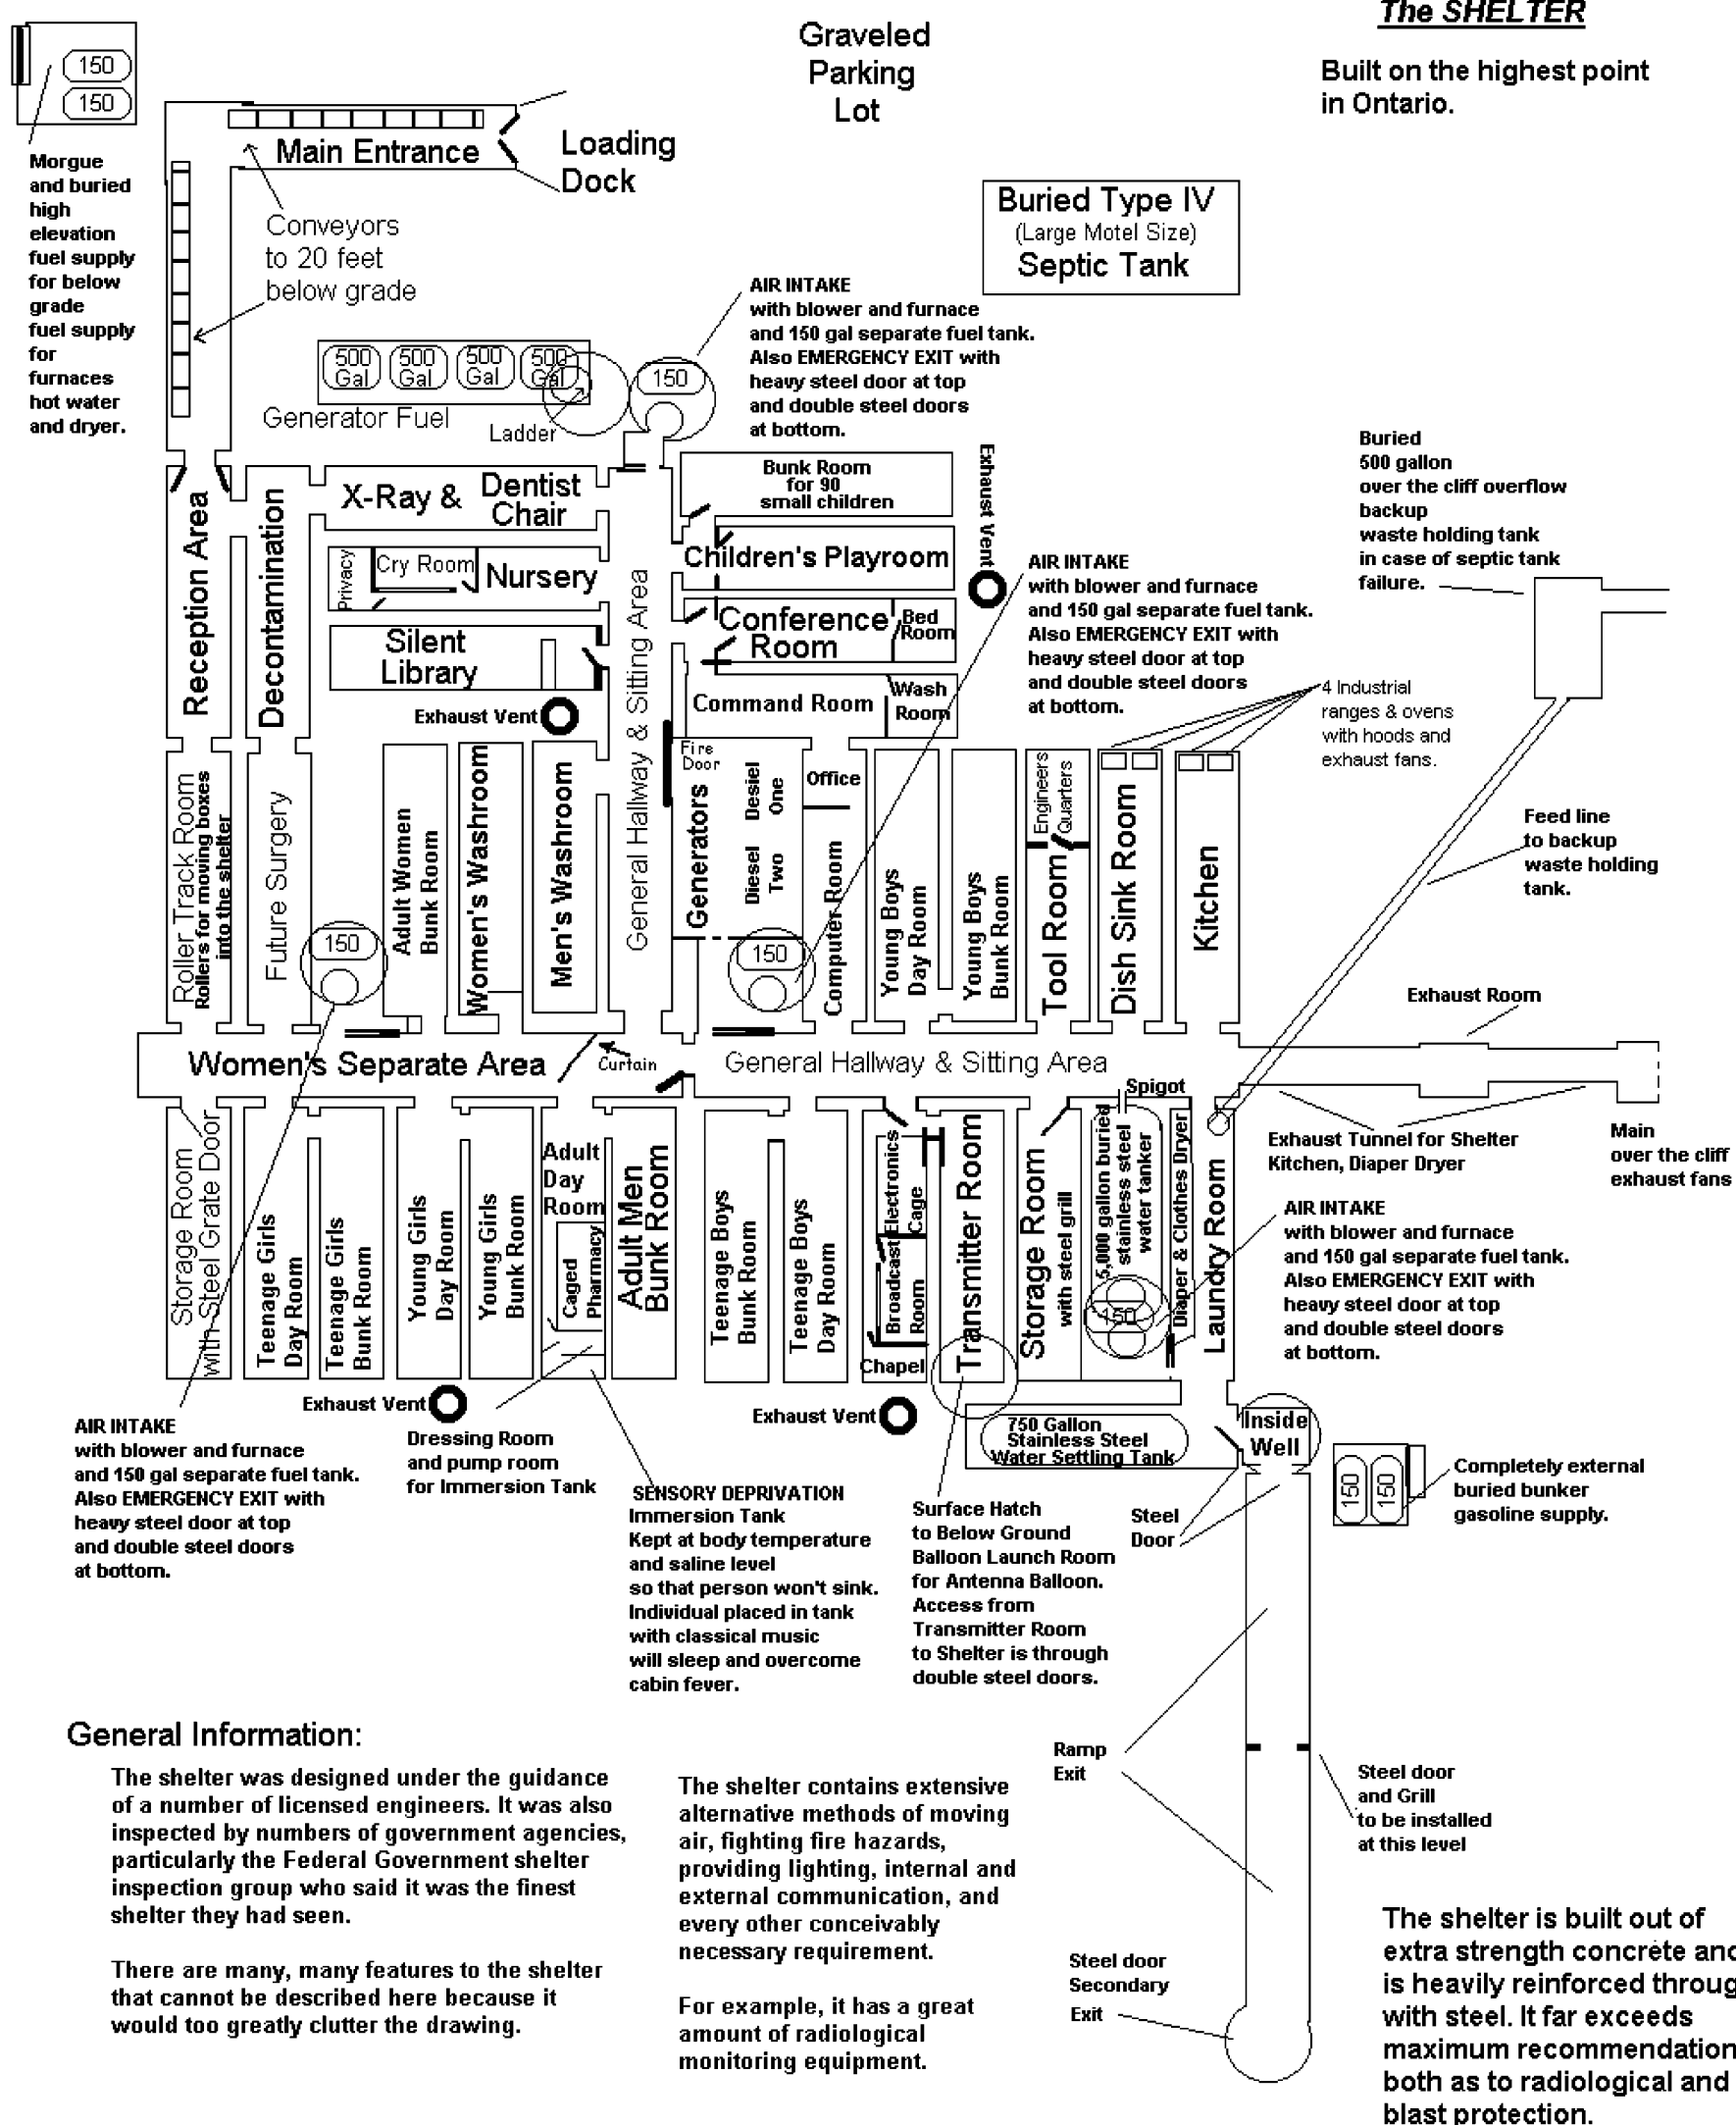 The SHELTER
Built on the highest point
in Ontario.
Graveled
Parking
Lot
150
150
Morgue
and buried
high
elevation
fuel supply
for below
grade
fuel supply
for
furnaces
hot water
and dryer.
Main Entrance
Loading
Dock
Conveyors
to 20 feet
below grade
Buried Type IV
(Large Motel Size)
Septic Tank
AIR INTAKE
with blower and furnace
and 150 gal separate fuel tank.
Also EMERGENCY EXIT with
heavy steel door at top
and double steel doors
at bottom.
500
Gal
500
Gal
500
Gal
500
Gal
Generator Fuel
Ladder
150
Buried
500 gallon
over the cliff overflow
backup
waste holding tank
in case of septic tank
failure.
Reception Area
Decontamination
X-Ray &
Dentist
Chair
Bunk Room
for 90
small children
Exhaust Vent
Privacy
Cry Room
Nursery
Children's Playroom
AIR INTAKE
with blower and furnace
and 150 gal separate fuel tank.
Also EMERGENCY EXIT with
heavy steel door at top
and double steel doors
at bottom.
Silent
Library
General Hallway & Sitting Area
Conference
Room
Bed
Room
Exhaust Vent
Command Room
Wash
Room
4 Industrial
ranges & ovens
with hoods and
exhaust fans.
Roller Track Room
Rollers for moving boxes
into the shelter
Future Surgery
150
Adult Women
Bunk Room
Women's Washroom
Men's Washroom
Fire
Door
Generators
Desiel
One
Diesel
Two
150
Office
Computer Room
Young Boys
Day Room
Young Boys
Bunk Room
Engineers
Quarters
Tool Room
Dish Sink Room
Kitchen
Feed line
to backup
waste holding
tank.
Exhaust Room
Women's Separate Area
Curtain
General Hallway & Sitting Area
Spigot
Exhaust Tunnel for Shelter
Kitchen, Diaper Dryer
Main
over the cliff
exhaust fans
Storage Room
with Steel Grate Door
Teenage Girls
Day Room
Teenage Girls
Bunk Room
Young Girls
Day Room
Young Girls
Bunk Room
Adult
Day
Room
Caged
Pharmacy
Adult Men
Bunk Room
Teenage Boys
Bunk Room
Teenage Boys
Day Room
Electronics
Cage
Broadcast
Room
Chapel
Transmitter Room
Storage Room
with steel grill
5,000 gallon buried
stainless steel
water tanker
150
Diaper & Clothes Dryer
Laundry Room
AIR INTAKE
with blower and furnace
and 150 gal separate fuel tank.
Also EMERGENCY EXIT with
heavy steel door at top
and double steel doors
at bottom.
Exhaust Vent
Exhaust Vent
AIR INTAKE
with blower and furnace
and 150 gal separate fuel tank.
Also EMERGENCY EXIT with
heavy steel door at top
and double steel doors
at bottom.
Dressing Room
and pump room
for Immersion Tank
SENSORY DEPRIVATION
Immersion Tank
Kept at body temperature
and saline level
so that person won't sink.
Individual placed in tank
with classical music
will sleep and overcome
cabin fever.
750 Gallon
Stainless Steel
Water Settling Tank
Inside
Well
150
150
Completely external
buried bunker
gasoline supply.
Surface Hatch
to Below Ground
Balloon Launch Room
for Antenna Balloon.
Access from
Transmitter Room
to Shelter is through
double steel doors.
Steel
Door
Ramp
Exit
Steel door
and Grill
to be installed
at this level
Steel door
Secondary
Exit
General Information:
The shelter was designed under the guidance
of a number of licensed engineers. It was also
inspected by numbers of government agencies,
particularly the Federal Government shelter
inspection group who said it was the finest
shelter they had seen.
There are many, many features to the shelter
that cannot be described here because it
would too greatly clutter the drawing.
The shelter contains extensive
alternative methods of moving
air, fighting fire hazards,
providing lighting, internal and
external communication, and
every other conceivably
necessary requirement.
For example, it has a great
amount of radiological
monitoring equipment.
The shelter is built out of
extra strength concrete and
is heavily reinforced throug
with steel. It far exceeds
maximum recommendation
both as to radiological and
blast protection.